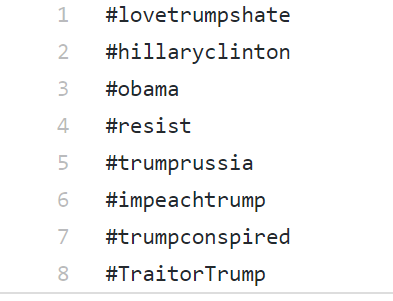 1 #lovetrumpshate
2 #hillaryclinton
3 #obama
4 #resist
5 #trumprussia
6 #impeachtrump
7 #trumpconspired
8 #TraitorTrump